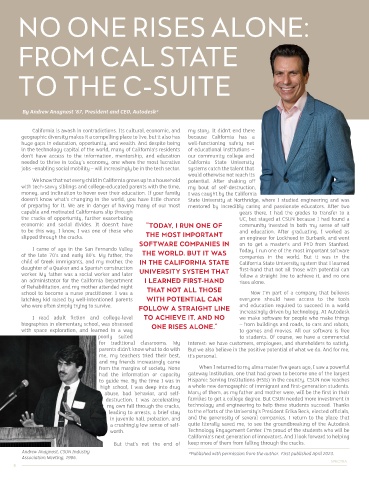 NO ONE RISES ALONE:
FROM CAL STATE
TO THE C-SUITE
By Andrew Anagnost '87, President and CEO, Autodesk*
California is awash in contradictions. Its cultural, economic, and
geographic diversity makes it a compelling place to live, but it also has
huge gaps in education, opportunity, and wealth. And despite being
in the technology capital of the world, many of California's residents
don't have access to the information, mentorship, and education
needed to thrive in today's economy, one where the most lucrative
jobs – enabling social mobility – will increasingly be in the tech sector.
We know that not every child in California grows up in a household
with tech-savvy siblings and college-educated parents with the time,
money, and inclination to hover over their education. If your family
doesn't know what's changing in the world, you have little chance
of preparing for it. We are in danger of having many of our most
capable and motivated Californians slip through
the cracks of opportunity, further exacerbating
economic and social divides. It doesn't have
to be this way. I know; I was one of those who
slipped through the cracks.
I came of age in the San Fernando Valley
of the late 70's and early 80's. My father, the
child of Greek immigrants, and my mother, the
daughter of a Quaker and a Spanish construction
worker. My father was a social worker and later
an administrator for the California Department
of Rehabilitation, and my mother attended night
school to become a nurse practitioner. I was a
latchkey kid raised by well-intentioned parents
who were often simply trying to survive.
I read adult fiction and college-level
biographies in elementary school, was obsessed
with space exploration, and learned in a way
poorly suited
for traditional classrooms. My
parents didn't know what to do with
me, my teachers tried their best,
and my friends increasingly came
from the margins of society. None
had the information or capacity
to guide me. By the time I was in
High School, I was deep into drug
abuse, bad behavior, and self-
destruction. I was accelerating
my own fall through the cracks,
leading to arrests, a brief stay
in juvenile hall, probation, and
a crushingly low sense of self-
worth.
But that's not the end of
my story. It didn't end there
because California has a
well-functioning safety net
of educational institutions –
our community college and
California State University
systems catch the talent that
would otherwise not reach its
potential. After shaking off
my bout of self destruction,
I was caught by the California
State University at Northridge, where I studied engineering and was
mentored by incredibly caring and passionate educators. After two
years there, I had the grades to transfer to a
UC, but stayed at CSUN because I had found a
community invested in both my sense of self
and education. After graduating, I worked as
an engineer for Lockheed in Burbank, and went
on to get a master's and PhD from Stanford.
Today, I run one of the most important software
companies in the world. But it was in the
California State University system that I learned
first-hand that not all those with potential can
follow a straight line to achieve it, and no one
rises alone.
Now I'm part of a company that believes
everyone should have access to the tools
and education required to succeed in a world
increasingly driven by technology. At Autodesk
we make software for people who make things
– from buildings and roads, to cars and robots,
to games and movies. All our software is free
to students. Of course, we have a commercial
interest: we have customers, employees, and shareholders to satisfy.
But we also believe in the positive potential of what we do. And for me,
it's personal.
When I returned to my alma mater five years ago, I saw a powerful
gateway institution, one that had grown to become one of the largest
Hispanic Serving Institutions (HSIs) in the country. CSUN now reaches
a whole new demographic of immigrant and first generation students.
Many of them, as my father and mother were, will be the first in their
families to get a college degree. But CSUN needed more investment in
technology and engineering to help those students succeed. Thanks
to the efforts of the University's President Erika Beck, elected officials,
and the generosity of several companies, I return to the place that
quite literally saved me, to see the groundbreaking of the Autodesk
Technology Engagement Center. I'm proud of the students who will be
California's next generation of innovators. And I look forward to helping
keep more of them from falling through the cracks.
"TODAY, I RUN ONE OF
THE MOST IMPORTANT
SOFTWARE COMPANIES IN
THE WORLD. BUT IT WAS
IN THE CALIFORNIA STATE
UNIVERSITY SYSTEM THAT
I LEARNED FIRST-HAND
THAT NOT ALL THOSE
WITH POTENTIAL CAN
FOLLOW A STRAIGHT LINE
TO ACHIEVE IT, AND NO
ONE RISES ALONE."
Andrew Anagnost, CSUN Industry
Association Meeting, 1986
*Published with permission from the author. First published April 2023.